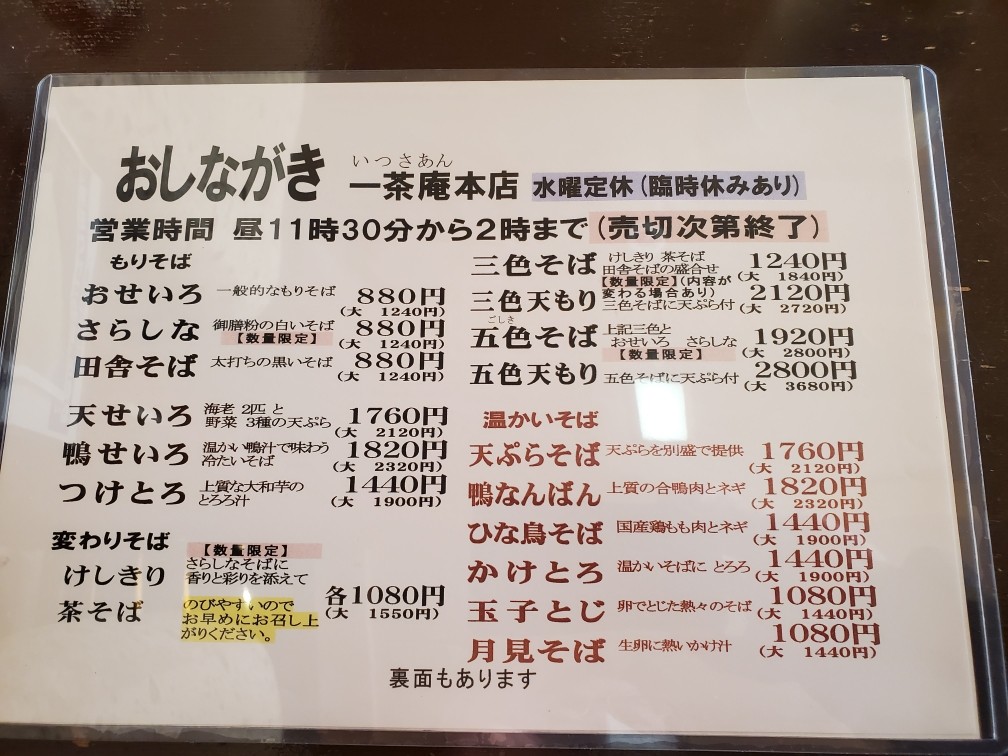 おしながき
いっさあん
一茶庵本店 水曜定休(臨時休みあり)
営業時間 昼11時30分から2時まで(売切次第終了)
もりそば
おせいろ 一般的なもりそば 880円
(大 1240円)
さらしな 御膳粉の白いそば 880円
【数量限定】 (大 1240円)
田舎そば 太打ちの黒いそば 880円
(大 1240円)
天せいろ 海老 2匹 と 1760円
野菜 3種の天ぷら (大 2120円)
鴨せいろ 温かい鴨汁で味わう 1820円
冷たいそば (大 2320円)
つけとろ 上質な大和芋の 1440円
とろろ汁 (大 1900円)
変わりそば 【数量限定】
けしきり さらしなそばに
香りと彩りを添えて
茶そば 各1080円
(大 1550円)
のびやすいので
お早めにお召し上
がりください。
三色そば けしきり 茶そば 1240円
田舎そばの盛合せ (大 1840円)
【数量限定】(内容が
変わる場合あり)
三色天もり 三色そばに天ぷら付 2120円
(大 2720円)
ごしき
五色そば 上記三色と 1920円
おせいろ さらしな (大 2800円)
【数量限定】
五色天もり 五色そばに天ぷら付 2800円
(大 3680円)
温かいそば
天ぷらそば 天ぷらを別盛で提供 1760円
(大 2120円)
鴨なんばん 上質の合鴨肉とネギ 1820円
(大 2320円)
ひな鳥そば 国産鶏もも肉とネギ 1440円
(大 1900円)
かけとろ 温かいそばに とろろ 1440円
(大 1900円)
玉子とじ 卵でとじた熱々のそば 1080円
(大 1440円)
月見そば 生卵に熱いかけ汁 1080円
(大 1440円)
裏面もあります